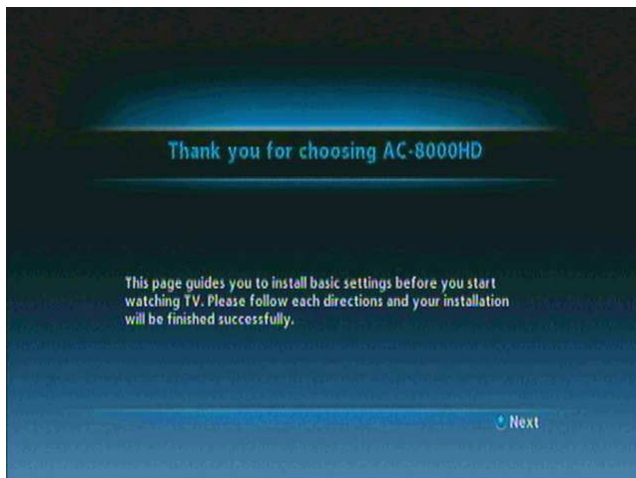 Thank you for choosing AC-8000HD
This page guides you to install basic settings before you start
watching TV. Please follow each directions and your installation
will be finished successfully.
Next